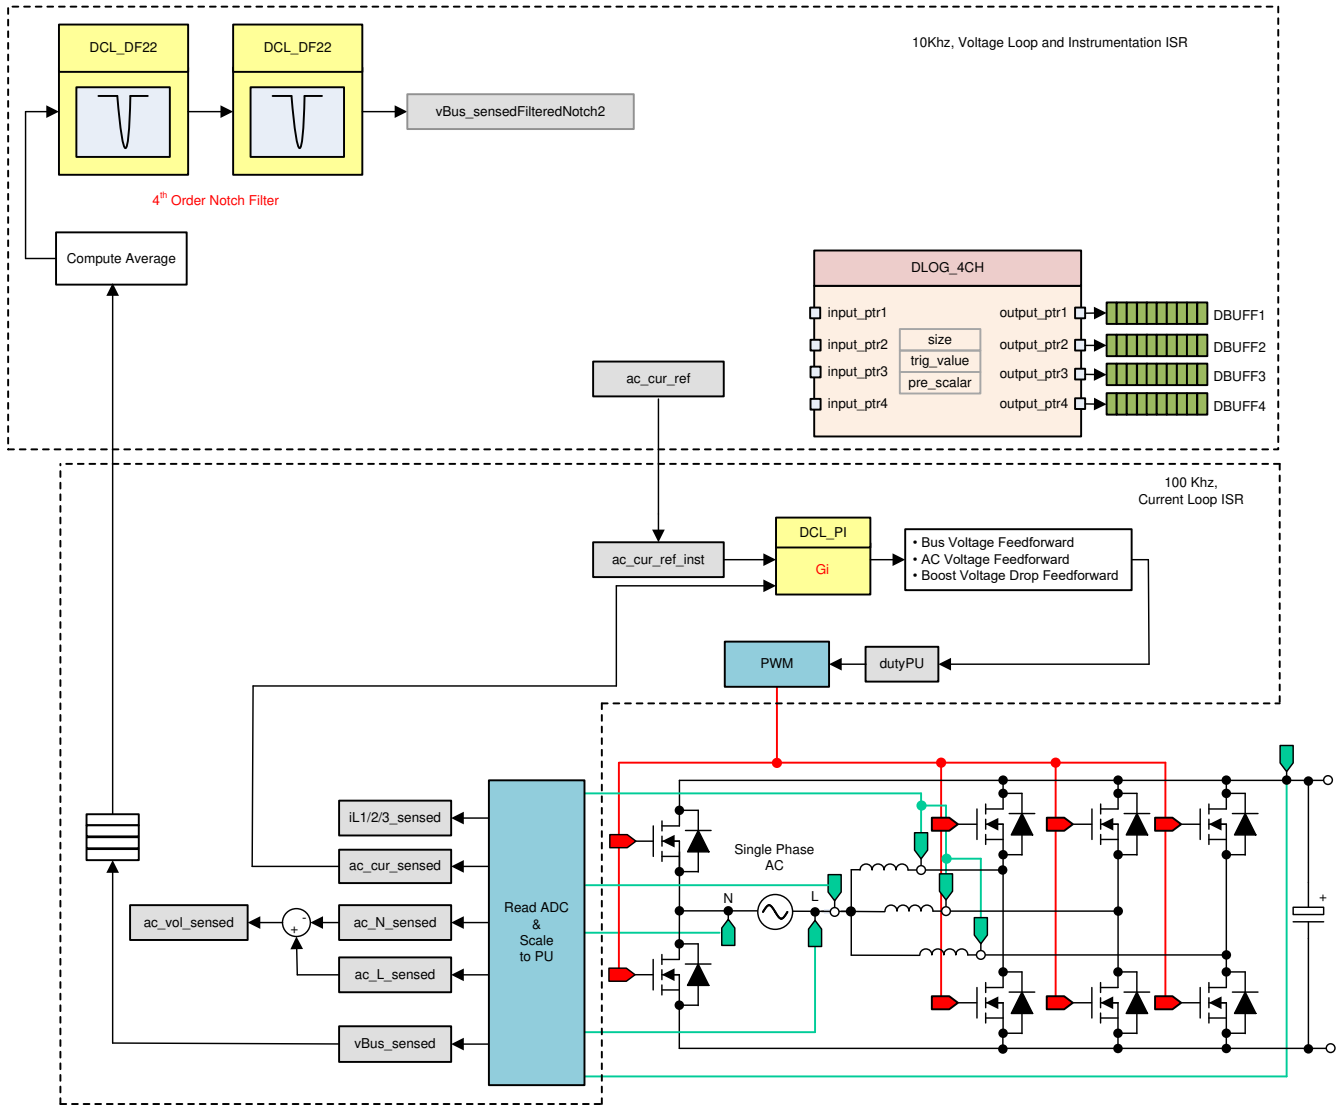 DCL_DF22
DCL_DF22
10Khz, Voltage Loop and Instrumentation ISR
vBus_sensedFilteredNotch2
4th Order Notch Filter
Compute Average
DLOG_4CH
input_ptr1
output_ptr1
DBUFF1
size
input_ptr2
output_ptr2
DBUFF2
trig_value
input_ptr3
output_ptr3
DBUFF3
pre_scalar
input_ptr4
output_ptr4
DBUFF4
ac_cur_ref
100 Khz,
Current Loop ISR
ac_cur_ref_inst
DCL_PI
Gi
• Bus Voltage Feedforward
• AC Voltage Feedforward
• Boost Voltage Drop Feedforward
PWM
dutyPU
iL1/2/3_sensed
ac_cur_sensed
ac_vol_sensed
-
+
ac_N_sensed
ac_L_sensed
vBus_sensed
Read ADC
&
Scale
to PU
Single Phase
AC
N
L
+